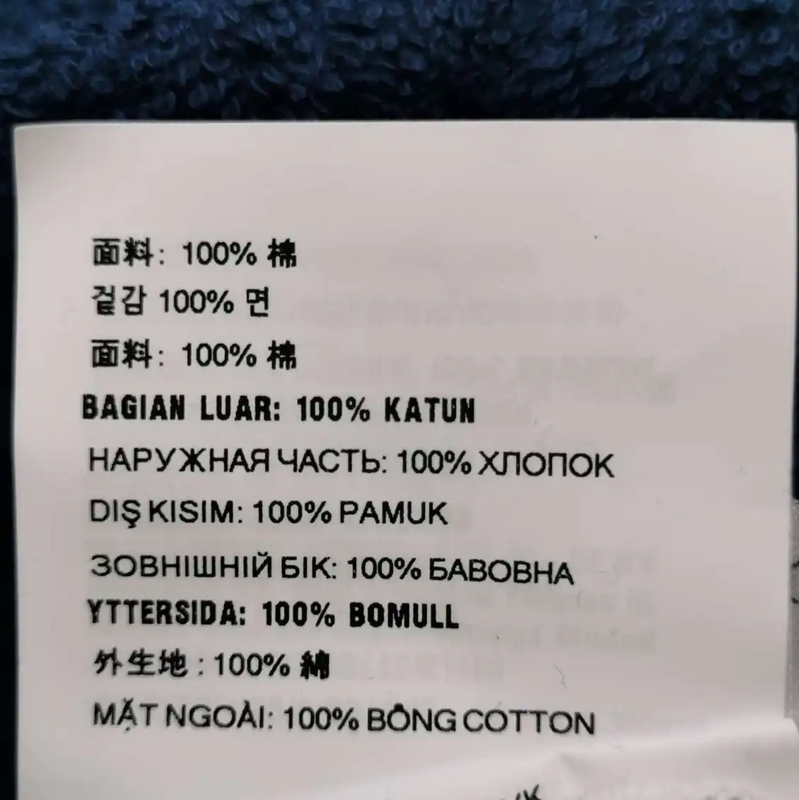 面料: 100% 棉
겉감 100% 면
面料: 100% 棉
BAGIAN LUAR: 100% KATUN
НАРУЖНАЯ ЧАСТЬ: 100% ХЛОПОК
DIŞ KISIM: 100% PAMUK
ЗОВНІШНІЙ БІК: 100% БАВОВНА
YTTERSIDA: 100% BOMULL
外生地 : 100% 綿
MẶT NGOÀI: 100% BÔNG COTTON